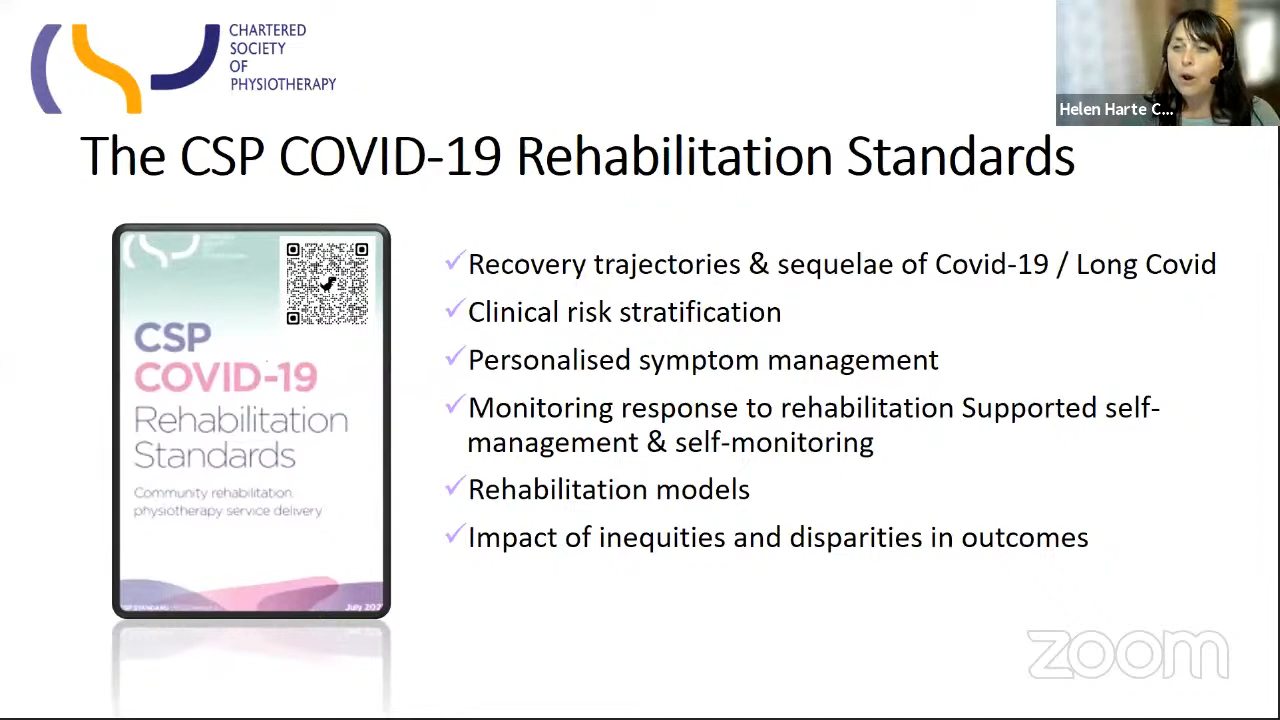 CHARTERED
SOCIETY
OF
PHYSIOTHERAPY
Helen Harte C...
The CSP COVID-19 Rehabilitation Standards
CSP
COVID-19
Rehabilitation
Standards
Community rehabilitation:
physiotherapy service delivery
July 202
Recovery trajectories & sequelae of Covid-19 / Long Covid
Clinical risk stratification
Personalised symptom management
Monitoring response to rehabilitation Supported self-
management & self-monitoring
Rehabilitation models
Impact of inequities and disparities in outcomes
zoom